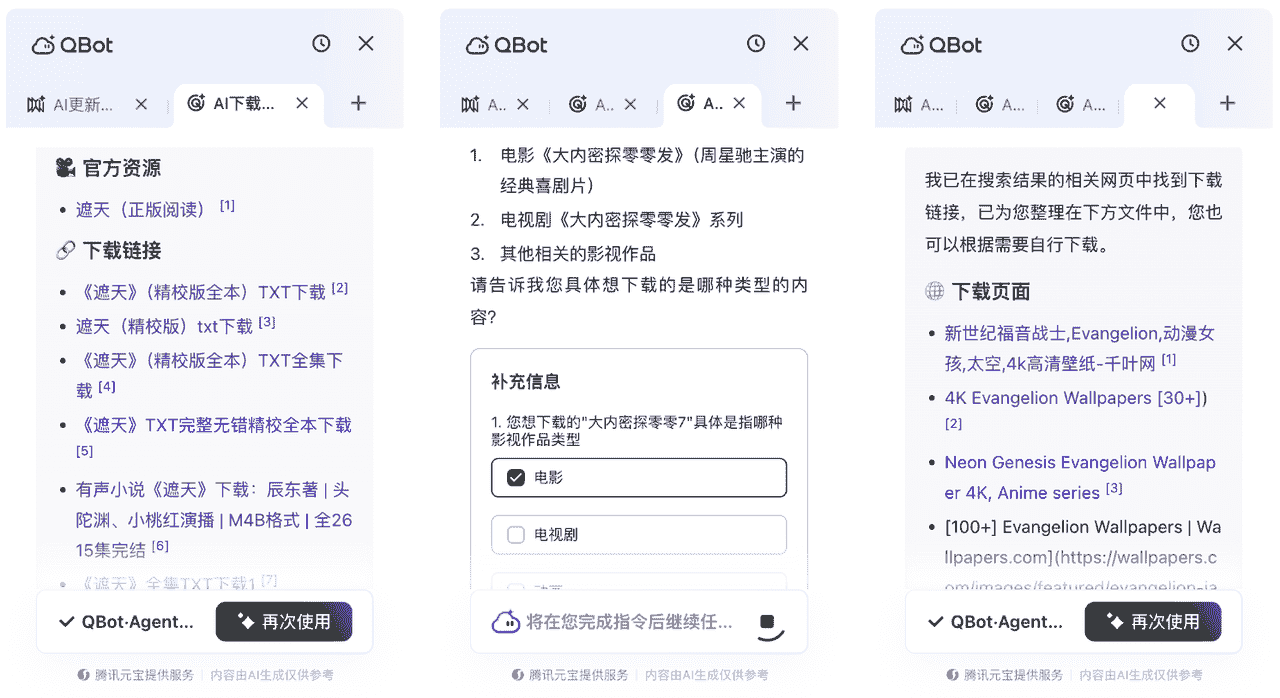 QBot
AI更新...
AI下载...
官方资源
遮天（正版阅读） [1]
下载链接
《遮天》（精校版全本）TXT下载 [2]
遮天（精校版）txt下载 [3]
《遮天》（精校版全本）TXT全集下
载 [4]
《遮天》TXT完整无错精校全本下载
[5]
有声小说《遮天》下载：辰东著 | 头
陀渊、小桃红演播 | M4B格式 | 全26
15集完结 [6]
《遮天》全集TXT下载1 [7]
QBot·Agent...
再次使用
腾讯元宝提供服务 | 内容由AI生成仅供参考
QBot
A..
A..
A..
1. 电影《大内密探零零发》（周星驰主演的
经典喜剧片）
2. 电视剧《大内密探零零发》系列
3. 其他相关的影视作品
请告诉我您具体想下载的是哪种类型的内
容?
补充信息
1. 您想下载的"大内密探零零7"具体是指哪种
影视作品类型
电影
电视剧
将在您完成指令后继续任...
腾讯元宝提供服务 | 内容由AI生成仅供参考
QBot
A...
A...
A...
我已在搜索结果的相关网页中找到下载
链接，已为您整理在下方文件中，您也
可以根据需要自行下载。
下载页面
新世纪福音战士,Evangelion,动漫女
孩,太空,4k高清壁纸-千叶网 [1]
4K Evangelion Wallpapers [30+])
[2]
Neon Genesis Evangelion Wallpap
er 4K, Anime series [3]
[100+] Evangelion Wallpapers | Wa
llpapers.com](https://wallpapers.c
om/images/featured/evangelion-ja
QBot·Agent...
再次使用
腾讯元宝提供服务 | 内容由AI生成仅供参考